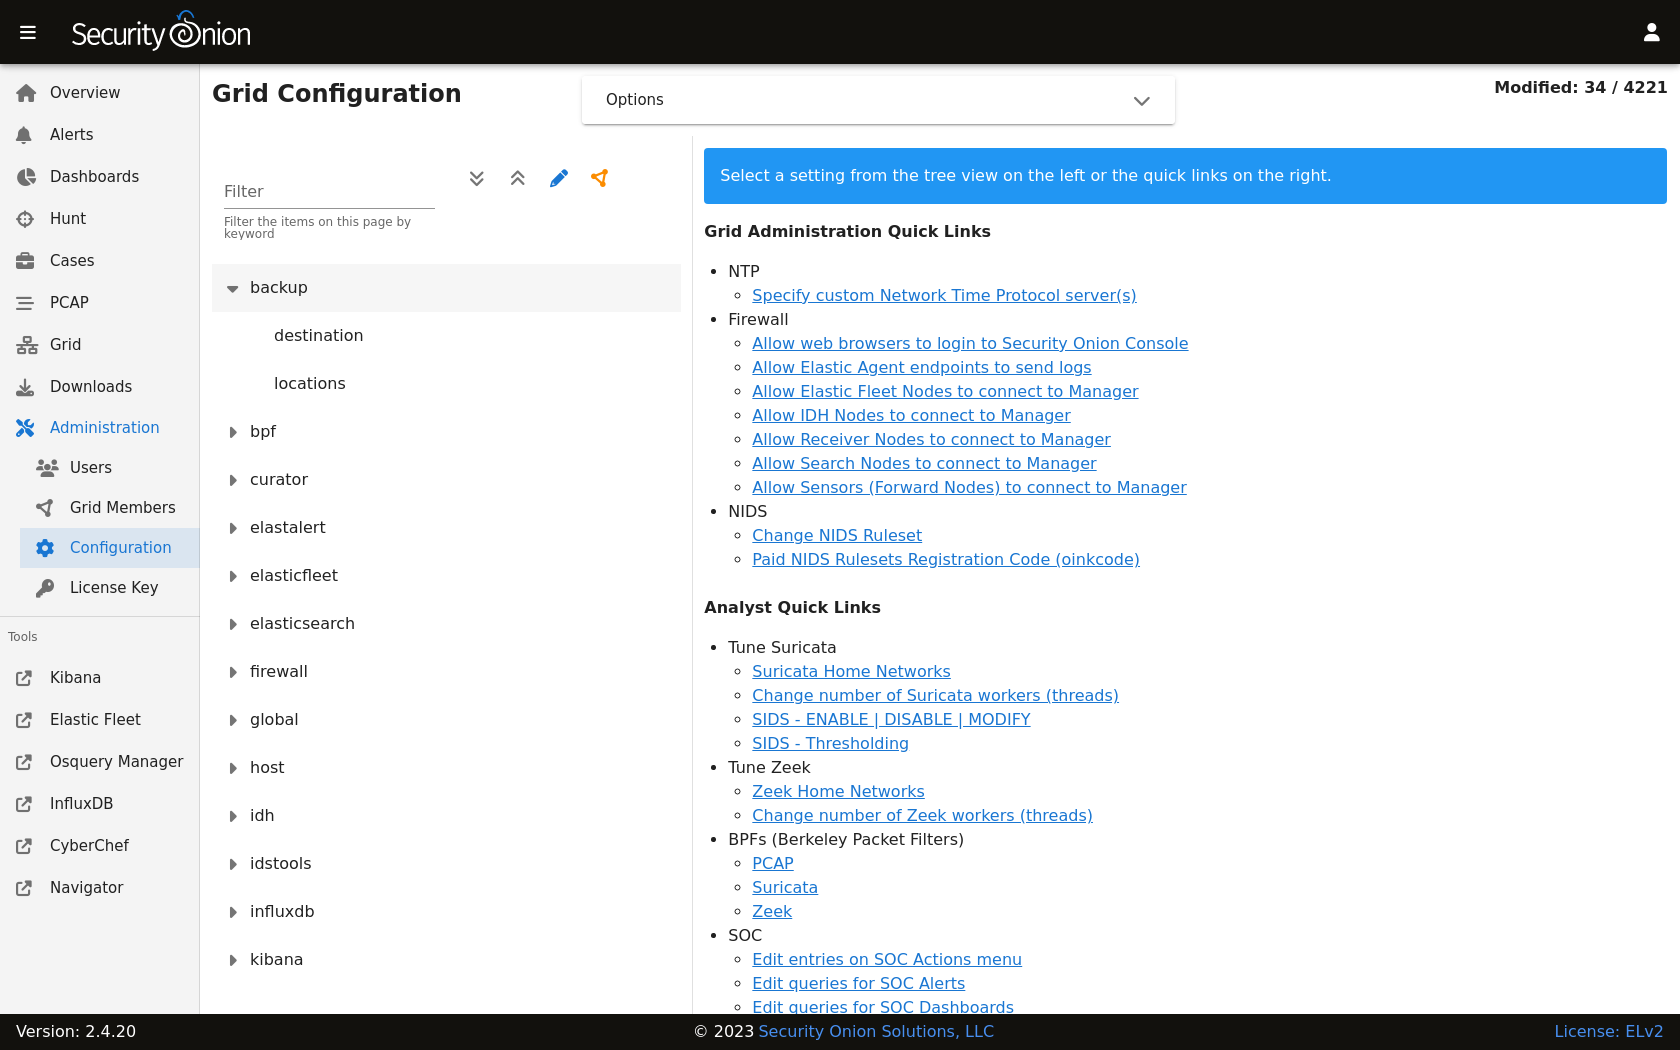 Security Onion
Overview
Alerts
Dashboards
Hunt
Cases
PCAP
Grid
Downloads
Administration
Users
Grid Members
Configuration
License Key
Tools
Kibana
Elastic Fleet
Osquery Manager
InfluxDB
CyberChef
Navigator
Grid Configuration
Options
Modified: 34 / 4221
Filter
Filter the items on this page by
keyword
backup
destination
locations
bpf
curator
elastalert
elasticfleet
elasticsearch
firewall
global
host
idh
idstools
influxdb
kibana
Select a setting from the tree view on the left or the quick links on the right.
Grid Administration Quick Links
NTP
Specify custom Network Time Protocol server(s)
Firewall
Allow web browsers to login to Security Onion Console
Allow Elastic Agent endpoints to send logs
Allow Elastic Fleet Nodes to connect to Manager
Allow IDH Nodes to connect to Manager
Allow Receiver Nodes to connect to Manager
Allow Search Nodes to connect to Manager
Allow Sensors (Forward Nodes) to connect to Manager
NIDS
Change NIDS Ruleset
Paid NIDS Rulesets Registration Code (oinkcode)
Analyst Quick Links
Tune Suricata
Suricata Home Networks
Change number of Suricata workers (threads)
SIDS - ENABLE | DISABLE | MODIFY
SIDS - Thresholding
Tune Zeek
Zeek Home Networks
Change number of Zeek workers (threads)
BPFs (Berkeley Packet Filters)
PCAP
Suricata
Zeek
SOC
Edit entries on SOC Actions menu
Edit queries for SOC Alerts
Edit queries for SOC Dashboards
Version: 2.4.20
© 2023 Security Onion Solutions, LLC
License: ELv2